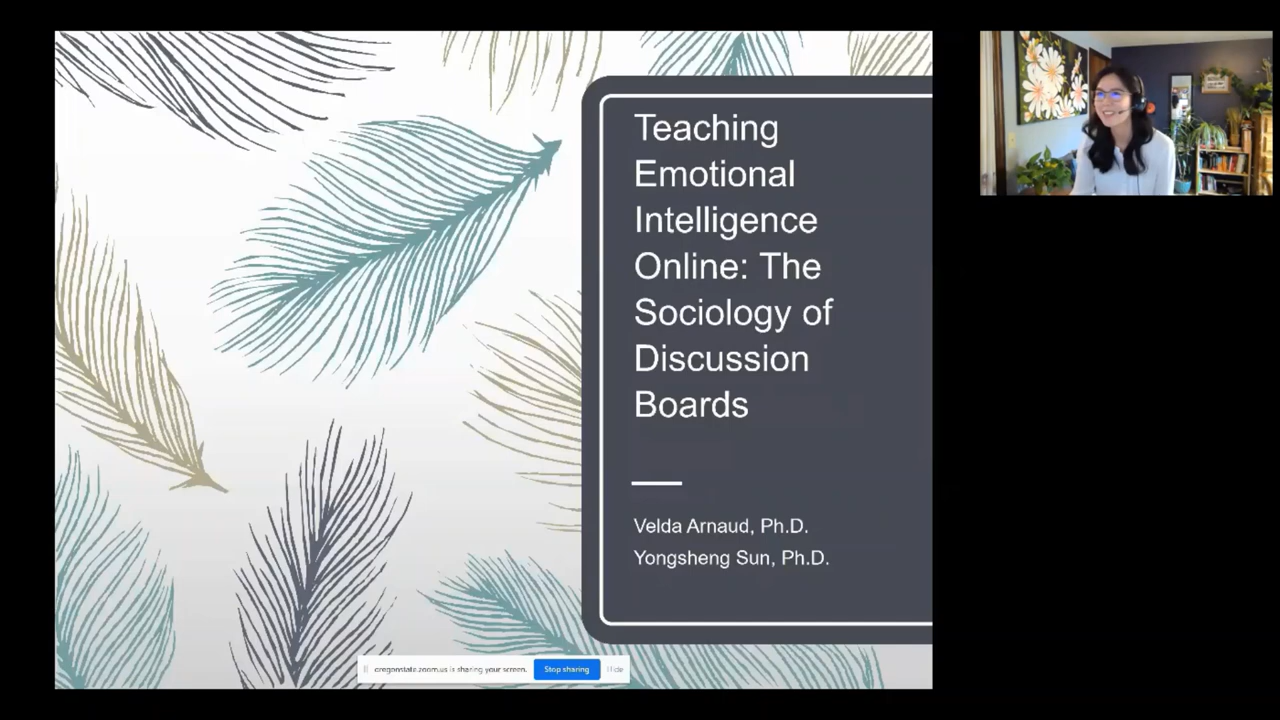 Teaching
Emotional
Intelligence
Online: The
Sociology of
Discussion
Boards
Velda Arnaud, Ph.D.
Yongsheng Sun, Ph.D.
oregonstate.zoom.us is sharing your screen.
Stop sharing
Hide